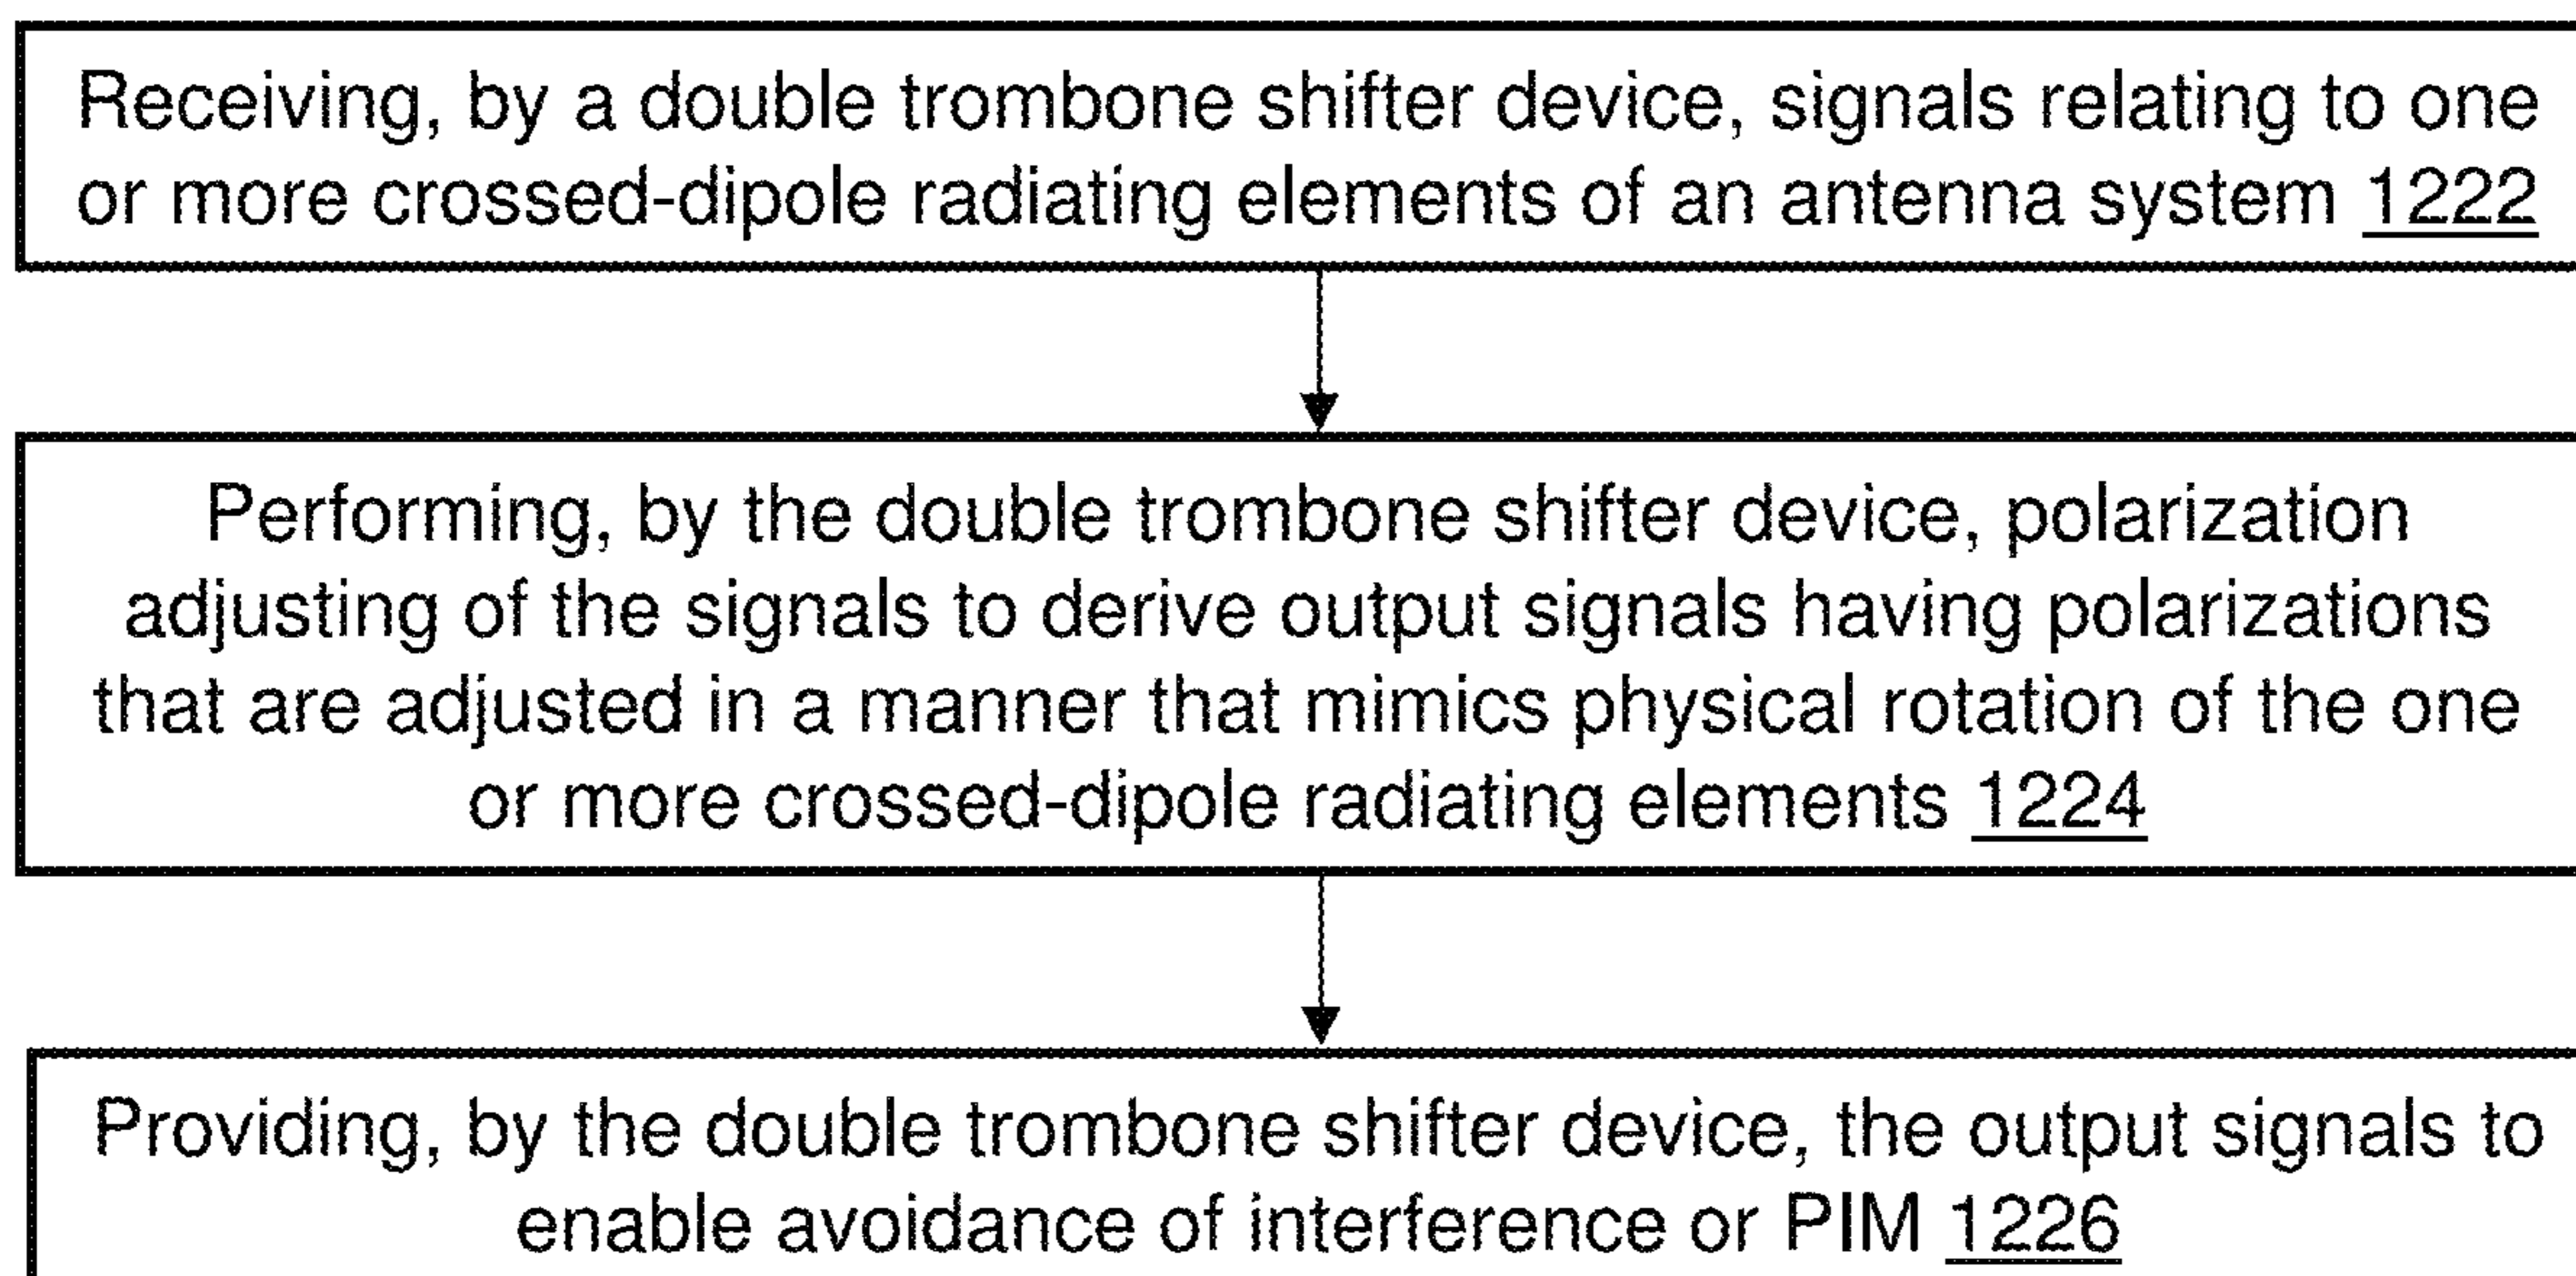 Receiving, by a double trombone shifter device, signals relating to one
or more crossed-dipole radiating elements of an antenna system 1222
Performing, by the double trombone shifter device, polarization
adjusting of the signals to derive output signals having polarizations
that are adjusted in a manner that mimics physical rotation of the one
or more crossed-dipole radiating elements 1224
Providing, by the double trombone shifter device, the output signals to
enable avoidance of interference or PIM 1226